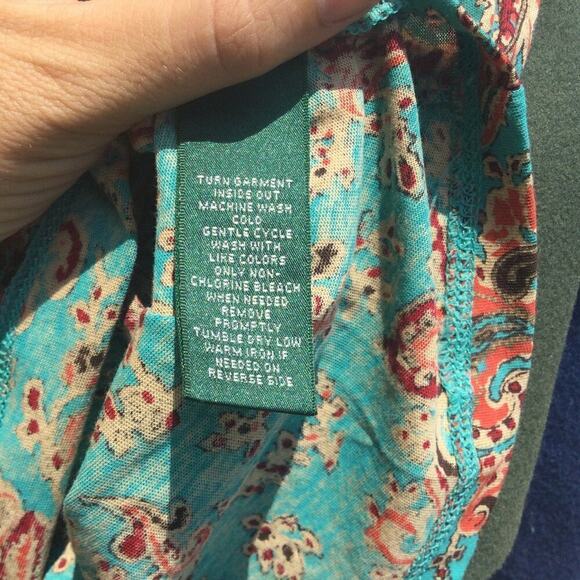 TURN GARMENT
INSIDE OUT
MACHINE WASH
COLD
GENTLE CYCLE
WASH WITH
LIKE COLORS
ONLY NON-
CHLORINE BLEACH
WHEN NEEDED
REMOVE
PROMPTLY
TUMBLE DRY LOW
WARM IRON IF
NEEDED ON
REVERSE SIDE